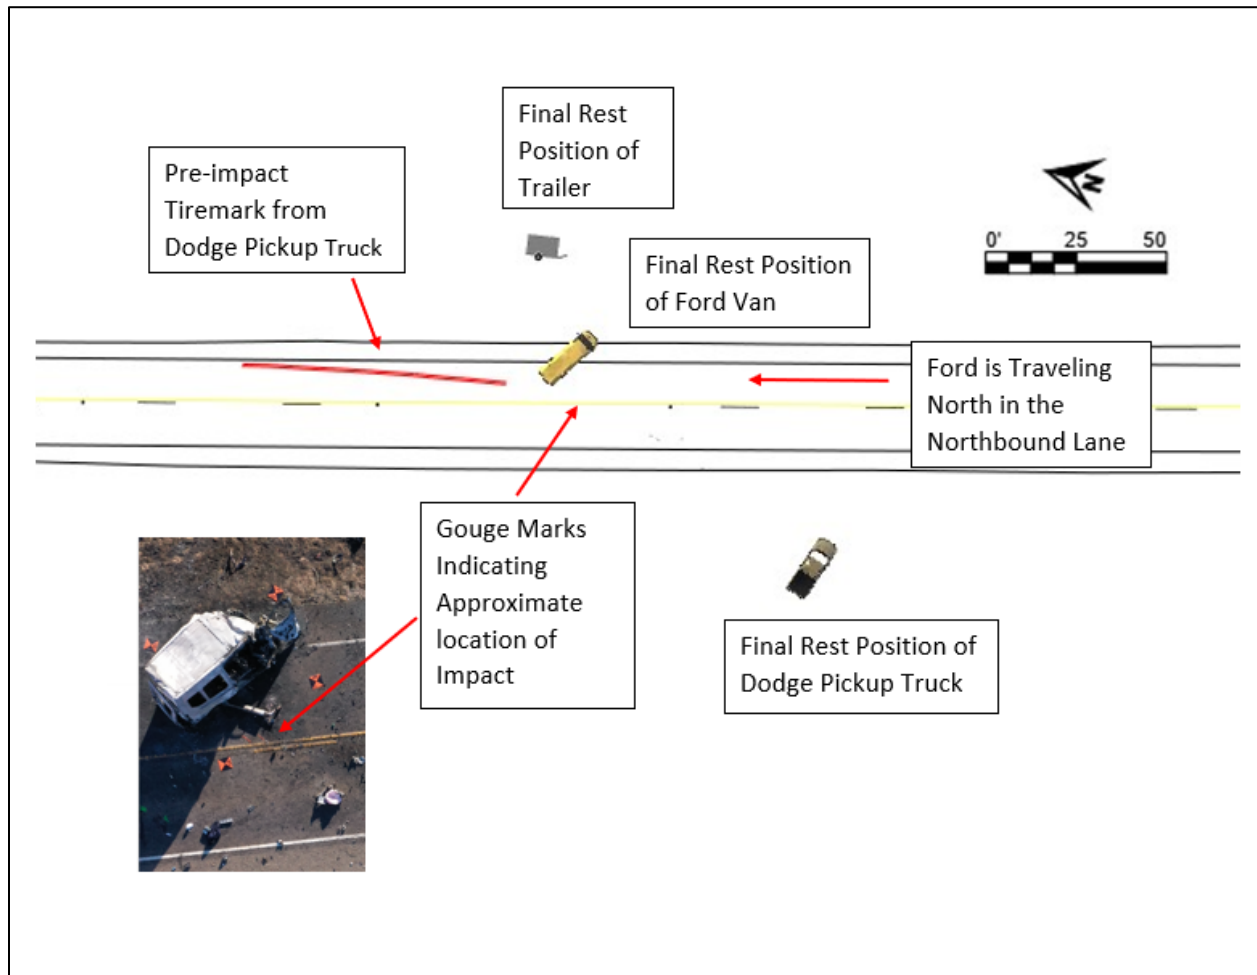 Final Rest
Position of
Trailer
Pre-impact
Tiremark from
Dodge Pickup Truck
N
0' 25 50
Final Rest Position
of Ford Van
Ford is Traveling
North in the
Northbound Lane
Gouge Marks
Indicating
Approximate
location of
Impact
Final Rest Position of
Dodge Pickup Truck